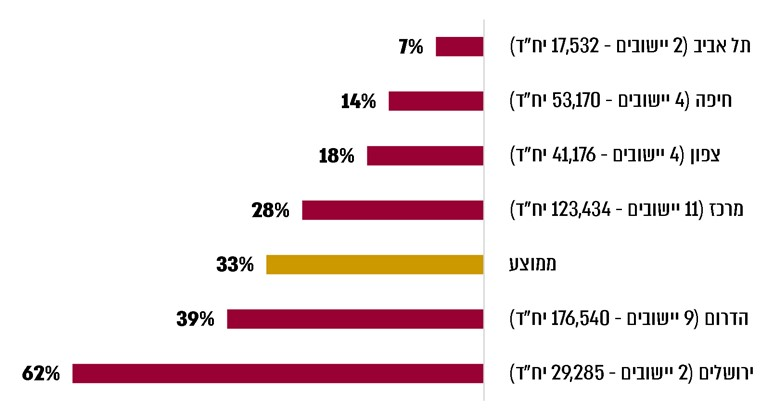 תל אביב (2 יישובים - 17,532 יח"ד) 7%
חיפה (4 יישובים - 53,170 יח"ד) 14%
צפון (4 יישובים - 41,176 יח"ד) 18%
מרכז (11 יישובים - 123,434 יח"ד) 28%
ממוצע 33%
הדרום (9 יישובים - 176,540 יח"ד) 39%
ירושלים (2 יישובים - 29,285 יח"ד) 62%